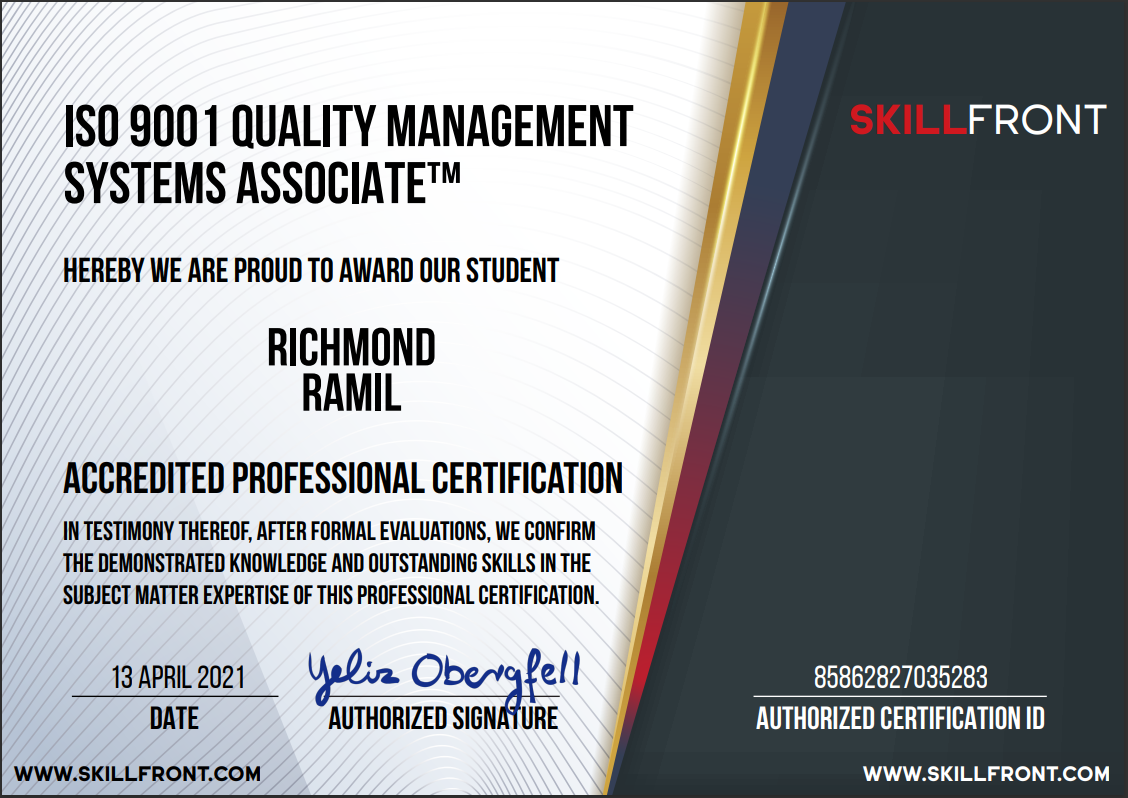 ISO 9001 QUALITY MANAGEMENT
SYSTEMS ASSOCIATE™
SKILLFRONT
HEREBY WE ARE PROUD TO AWARD OUR STUDENT
RICHMOND
RAMIL
ACCREDITED PROFESSIONAL CERTIFICATION
IN TESTIMONY THEREOF, AFTER FORMAL EVALUATIONS, WE CONFIRM
THE DEMONSTRATED KNOWLEDGE AND OUTSTANDING SKILLS IN THE
SUBJECT MATTER EXPERTISE OF THIS PROFESSIONAL CERTIFICATION.
13 APRIL 2021
DATE
Yeliz Obergfell
AUTHORIZED SIGNATURE
85862827035283
AUTHORIZED CERTIFICATION ID
WWW.SKILLFRONT.COM
WWW.SKILLFRONT.COM